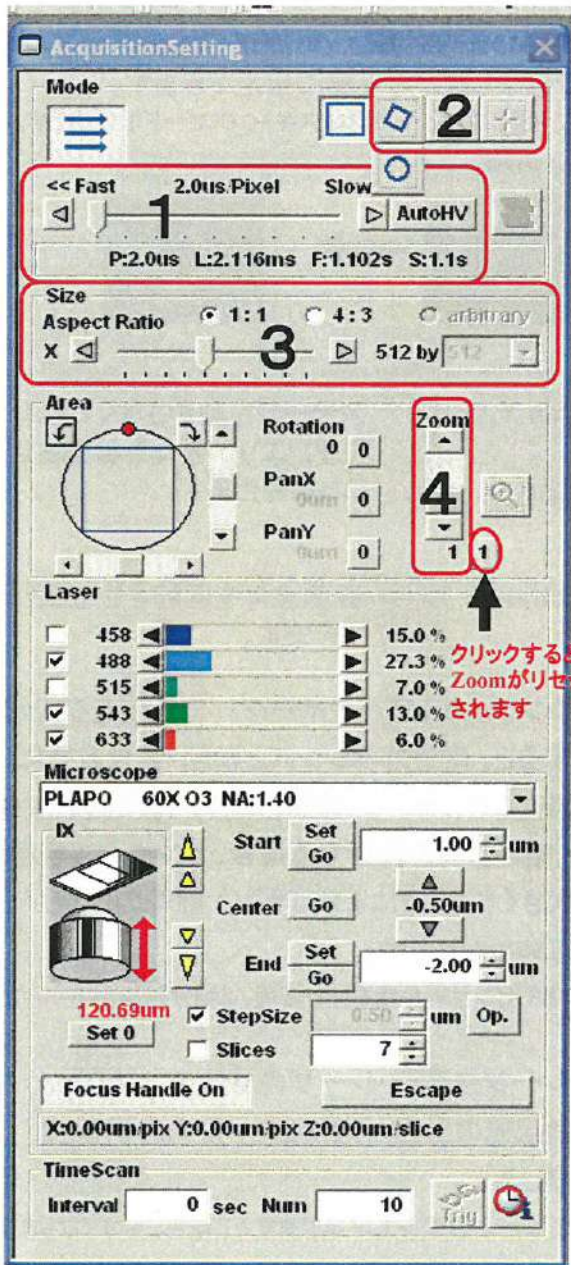 AcquisitionSetting
Mode
2
<< Fast 2.0us/Pixel Slow
1
AutoHV
P:2.0us L:2.116ms F:1.102s S:1.1s
Size
Aspect Ratio 1:1 4:3 arbitrary
X 3 512 by 512
Area
Rotation Zoom
0 0
PanX
0um 0
4
PanY
0um 0 1 1
Laser
458 15.0 %
488 27.3 % クリックすると
515 7.0 % Zoomがリセ
543 13.0 % されます
633 6.0 %
Microscope
PLAPO 60X O3 NA:1.40
IX
Start Set 1.00 um
Go
Center Go -0.50um
End Set -2.00 um
Go
120.69um StepSize 0.50 um Op.
Set 0
Slices 7
Focus Handle On Escape
X:0.00um/pix Y:0.00um/pix Z:0.00um/slice
TimeScan
Interval 0 sec Num 10 Trig